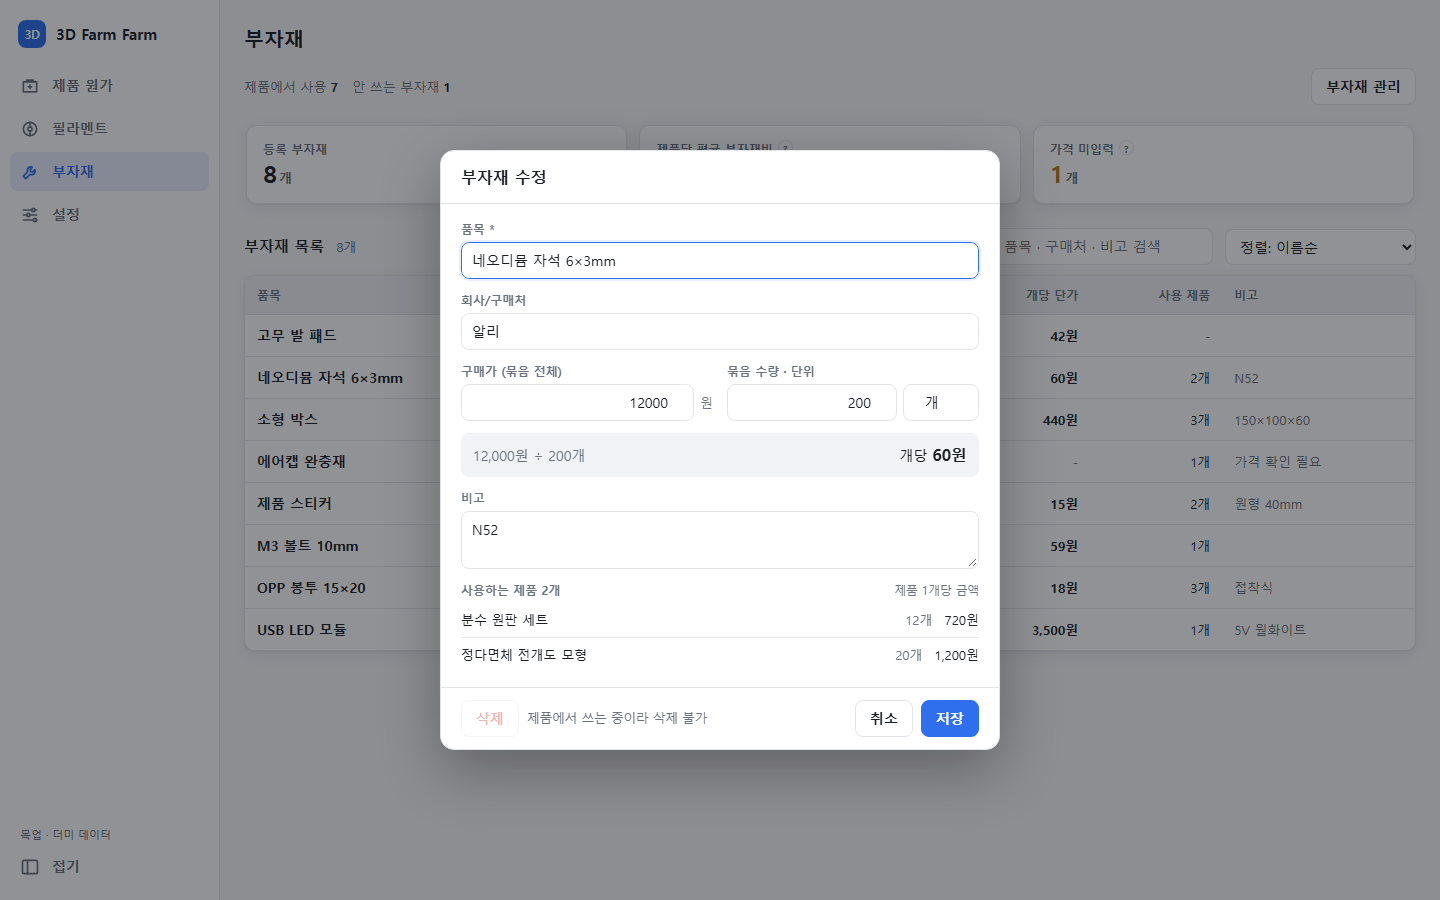 3D 3D Farm Farm
제품 원가
필라멘트
부자재
설정
목업 · 더미 데이터
접기
부자재
제품에서 사용 7 안 쓰는 부자재 1
부자재 관리
등록 부자재
8개
제품당 평균 부자재비 ?
가격 미입력 ?
1개
부자재 목록 8개
품목 · 구매처 · 비고 검색
정렬: 이름순
품목 개당 단가 사용 제품 비고
고무 발 패드 42원 -
네오디뮴 자석 6×3mm 60원 2개 N52
소형 박스 440원 3개 150×100×60
에어캡 완충재 - 1개 가격 확인 필요
제품 스티커 15원 2개 원형 40mm
M3 볼트 10mm 59원 1개
OPP 봉투 15×20 18원 3개 접착식
USB LED 모듈 3,500원 1개 5V 웜화이트
부자재 수정
품목 *
네오디뮴 자석 6×3mm
회사/구매처
알리
구매가 (묶음 전체) 묶음 수량 · 단위
12000 원 200 개
12,000원 ÷ 200개 개당 60원
비고
N52
사용하는 제품 2개 제품 1개당 금액
분수 원판 세트 12개 720원
정다면체 전개도 모형 20개 1,200원
삭제 제품에서 쓰는 중이라 삭제 불가 취소 저장